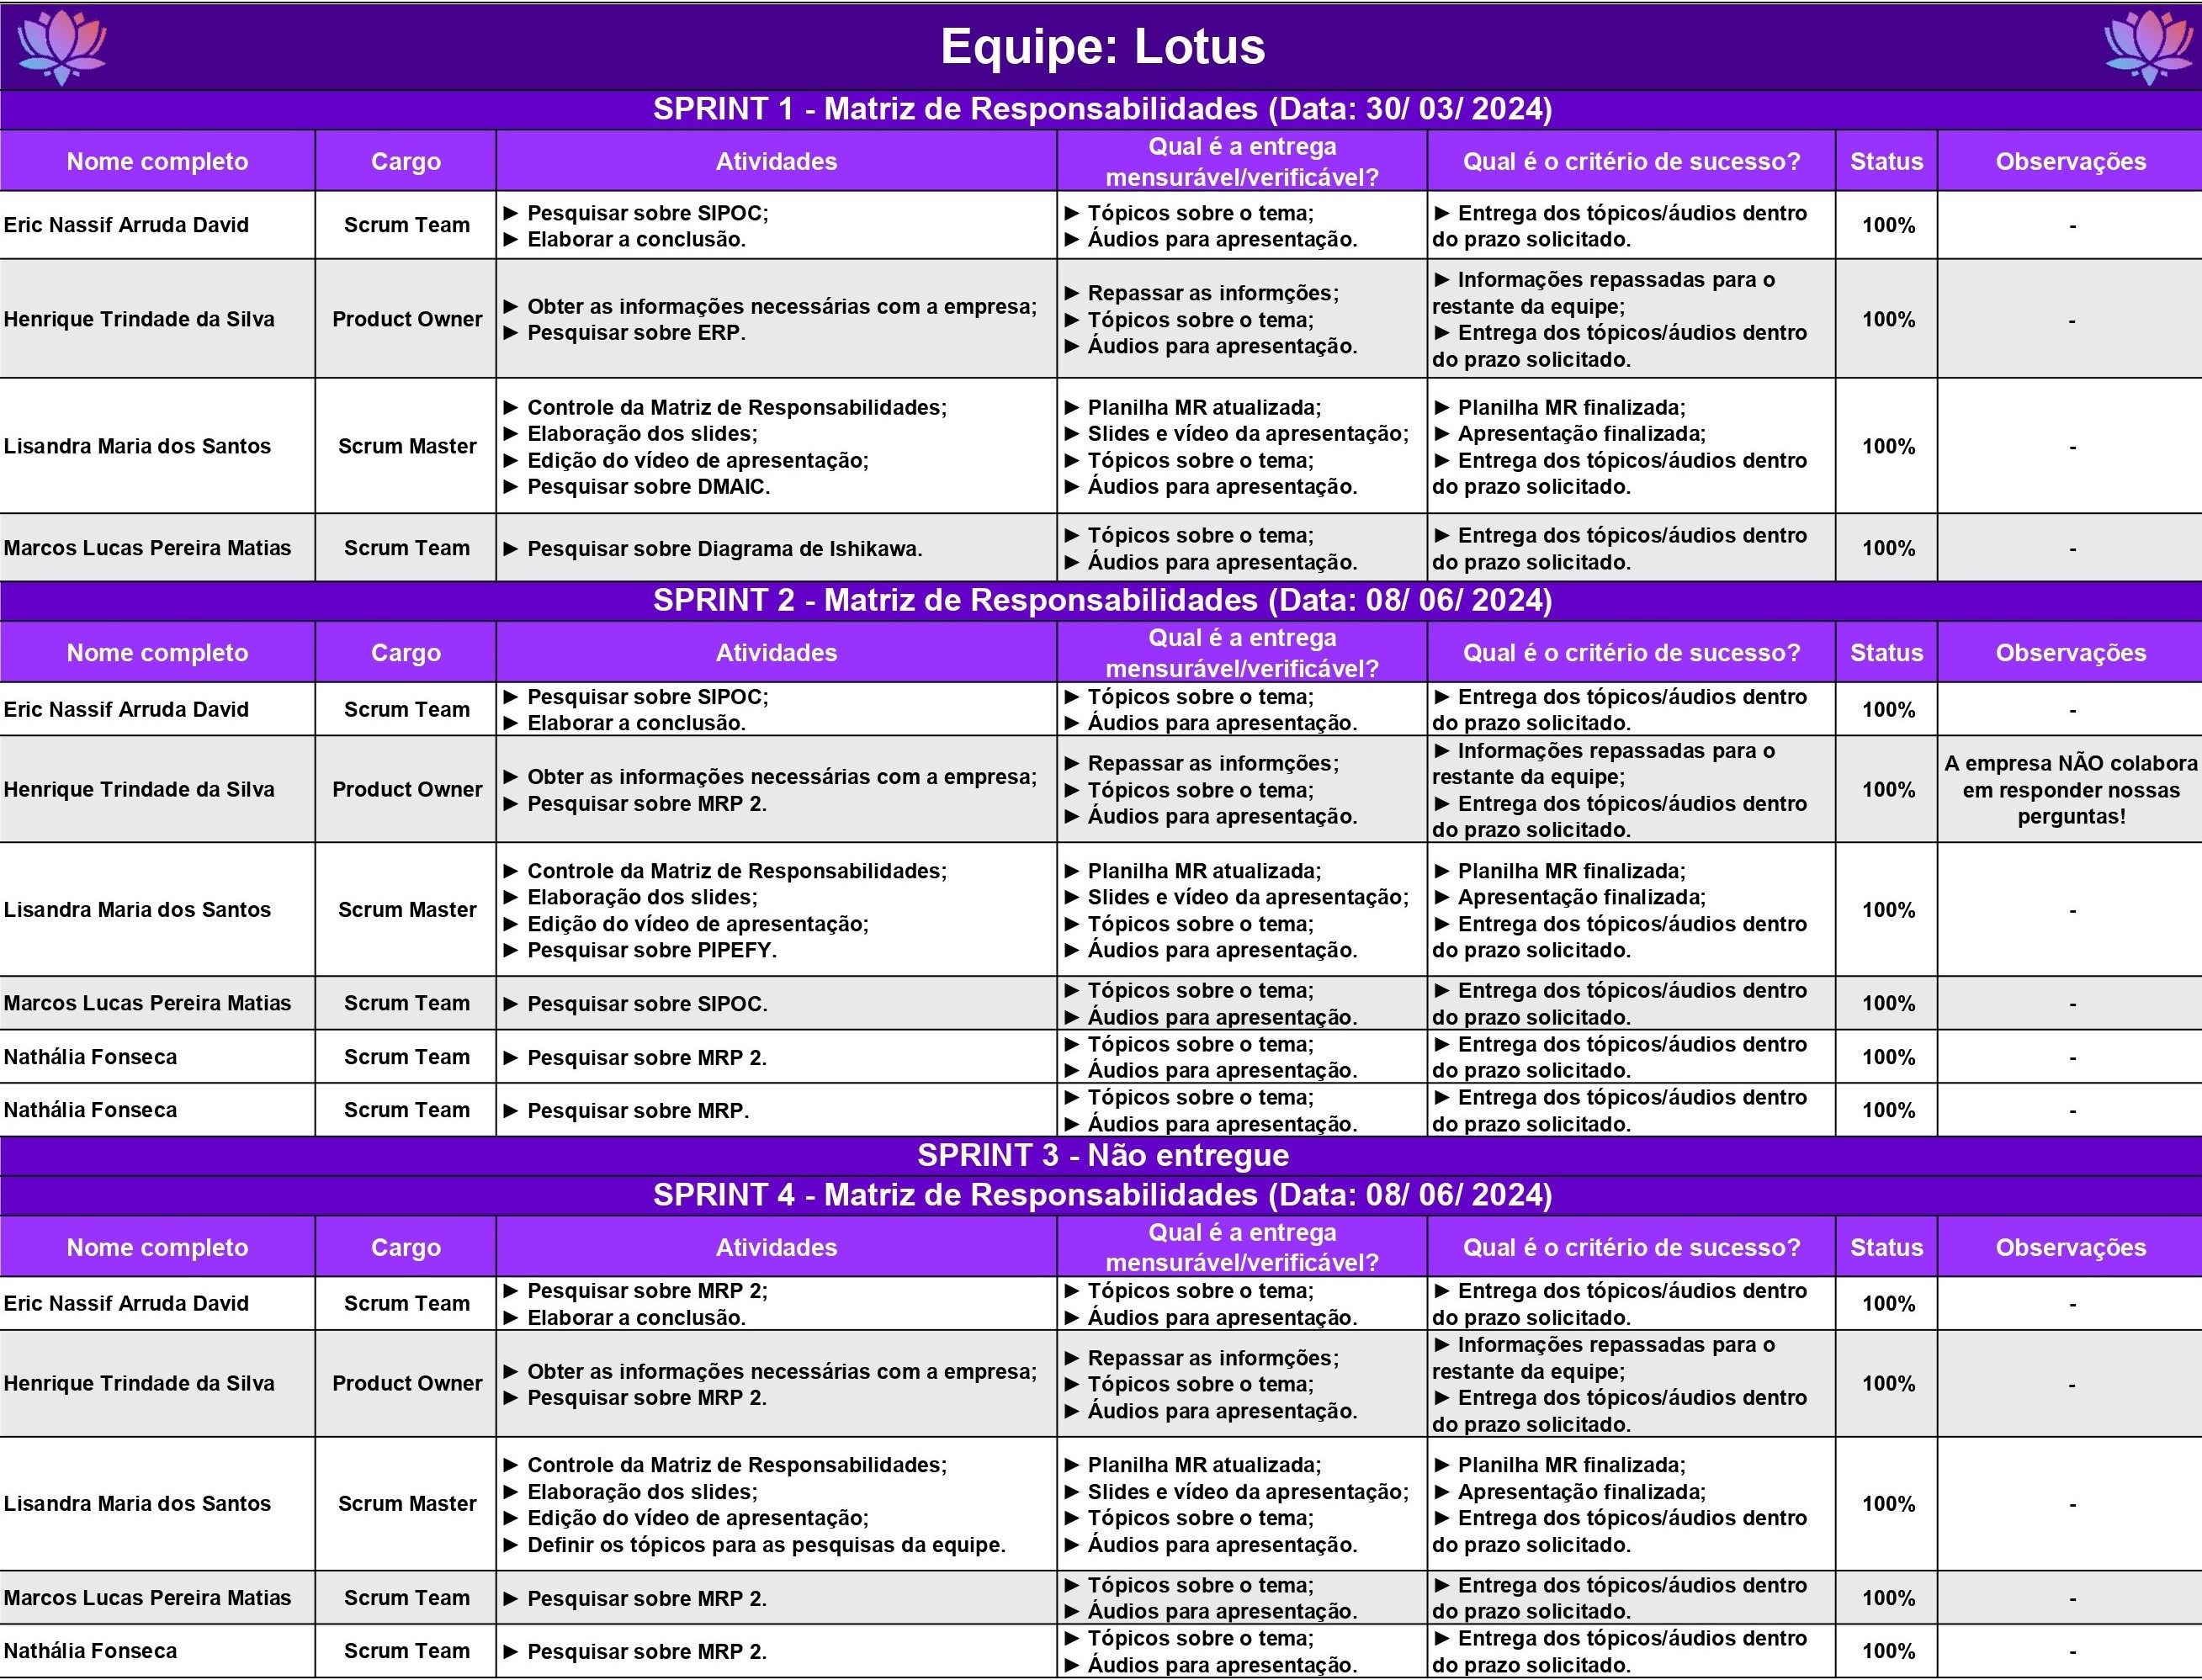 Equipe: Lotus
SPRINT 1 - Matriz de Responsabilidades (Data: 30/ 03/ 2024)
Nome completo Cargo Atividades Qual é a entrega mensurável/verificável? Qual é o critério de sucesso? Status Observações
Eric Nassif Arruda David
Scrum Team
► Pesquisar sobre SIPOC;
► Elaborar a conclusão.
► Tópicos sobre o tema;
► Áudios para apresentação.
► Entrega dos tópicos/áudios dentro
do prazo solicitado.
100%
-
Henrique Trindade da Silva
Product Owner
► Obter as informações necessárias com a empresa;
► Pesquisar sobre ERP.
► Repassar as informções;
► Tópicos sobre o tema;
► Áudios para apresentação.
► Informações repassadas para o
restante da equipe;
► Entrega dos tópicos/áudios dentro
do prazo solicitado.
100%
-
Lisandra Maria dos Santos
Scrum Master
► Controle da Matriz de Responsabilidades;
► Elaboração dos slides;
► Edição do vídeo de apresentação;
► Pesquisar sobre DMAIC.
► Planilha MR atualizada;
► Slides e vídeo da apresentação;
► Tópicos sobre o tema;
► Áudios para apresentação.
► Planilha MR finalizada;
► Apresentação finalizada;
► Entrega dos tópicos/áudios dentro
do prazo solicitado.
100%
-
Marcos Lucas Pereira Matias
Scrum Team
► Pesquisar sobre Diagrama de Ishikawa.
► Tópicos sobre o tema;
► Áudios para apresentação.
► Entrega dos tópicos/áudios dentro
do prazo solicitado.
100%
-
SPRINT 2 - Matriz de Responsabilidades (Data: 08/ 06/ 2024)
Nome completo Cargo Atividades Qual é a entrega mensurável/verificável? Qual é o critério de sucesso? Status Observações
Eric Nassif Arruda David
Scrum Team
► Pesquisar sobre SIPOC;
► Elaborar a conclusão.
► Tópicos sobre o tema;
► Áudios para apresentação.
► Entrega dos tópicos/áudios dentro
do prazo solicitado.
100%
-
Henrique Trindade da Silva
Product Owner
► Obter as informações necessárias com a empresa;
► Pesquisar sobre MRP 2.
► Repassar as informções;
► Tópicos sobre o tema;
► Áudios para apresentação.
► Informações repassadas para o
restante da equipe;
► Entrega dos tópicos/áudios dentro
do prazo solicitado.
100%
A empresa NÃO colabora
em responder nossas
perguntas!
Lisandra Maria dos Santos
Scrum Master
► Controle da Matriz de Responsabilidades;
► Elaboração dos slides;
► Edição do vídeo de apresentação;
► Pesquisar sobre PIPEFY.
► Planilha MR atualizada;
► Slides e vídeo da apresentação;
► Tópicos sobre o tema;
► Áudios para apresentação.
► Planilha MR finalizada;
► Apresentação finalizada;
► Entrega dos tópicos/áudios dentro
do prazo solicitado.
100%
-
Marcos Lucas Pereira Matias
Scrum Team
► Pesquisar sobre SIPOC.
► Tópicos sobre o tema;
► Áudios para apresentação.
► Entrega dos tópicos/áudios dentro
do prazo solicitado.
100%
-
Nathália Fonseca
Scrum Team
► Pesquisar sobre MRP 2.
► Tópicos sobre o tema;
► Áudios para apresentação.
► Entrega dos tópicos/áudios dentro
do prazo solicitado.
100%
-
Nathália Fonseca
Scrum Team
► Pesquisar sobre MRP.
► Tópicos sobre o tema;
► Áudios para apresentação.
► Entrega dos tópicos/áudios dentro
do prazo solicitado.
100%
-
SPRINT 3 - Não entregue
SPRINT 4 - Matriz de Responsabilidades (Data: 08/ 06/ 2024)
Nome completo Cargo Atividades Qual é a entrega mensurável/verificável? Qual é o critério de sucesso? Status Observações
Eric Nassif Arruda David
Scrum Team
► Pesquisar sobre MRP 2;
► Elaborar a conclusão.
► Tópicos sobre o tema;
► Áudios para apresentação.
► Entrega dos tópicos/áudios dentro
do prazo solicitado.
100%
-
Henrique Trindade da Silva
Product Owner
► Obter as informações necessárias com a empresa;
► Pesquisar sobre MRP 2.
► Repassar as informções;
► Tópicos sobre o tema;
► Áudios para apresentação.
► Informações repassadas para o
restante da equipe;
► Entrega dos tópicos/áudios dentro
do prazo solicitado.
100%
-
Lisandra Maria dos Santos
Scrum Master
► Controle da Matriz de Responsabilidades;
► Elaboração dos slides;
► Edição do vídeo de apresentação;
► Definir os tópicos para as pesquisas da equipe.
► Planilha MR atualizada;
► Slides e vídeo da apresentação;
► Tópicos sobre o tema;
► Áudios para apresentação.
► Planilha MR finalizada;
► Apresentação finalizada;
► Entrega dos tópicos/áudios dentro
do prazo solicitado.
100%
-
Marcos Lucas Pereira Matias
Scrum Team
► Pesquisar sobre MRP 2.
► Tópicos sobre o tema;
► Áudios para apresentação.
► Entrega dos tópicos/áudios dentro
do prazo solicitado.
100%
-
Nathália Fonseca
Scrum Team
► Pesquisar sobre MRP 2.
► Tópicos sobre o tema;
► Áudios para apresentação.
► Entrega dos tópicos/áudios dentro
do prazo solicitado.
100%
-